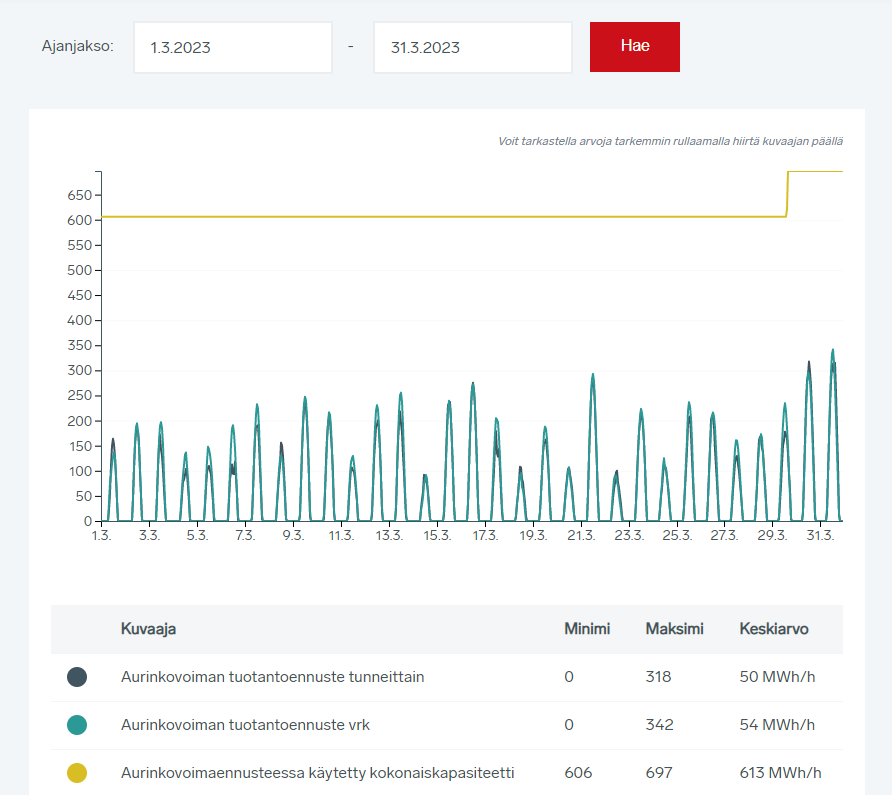 Ajanjakso: 1.3.2023 - 31.3.2023 Hae
Voit tarkastella arvoja tarkemmin rullaamalla hiirtä kuvaajan päällä
650
600
550
500
450
400
350
300
250
200
150
100
50
0
1.3. 3.3. 5.3. 7.3. 9.3. 11.3. 13.3. 15.3. 17.3. 19.3. 21.3. 23.3. 25.3. 27.3. 29.3. 31.3.
Kuvaaja Minimi Maksimi Keskiarvo
Aurinkovoiman tuotantoennuste tunneittain 0 318 50 MWh/h
Aurinkovoiman tuotantoennuste vrk 0 342 54 MWh/h
Aurinkovoimaennusteessa käytetty kokonaiskapasiteetti 606 697 613 MWh/h